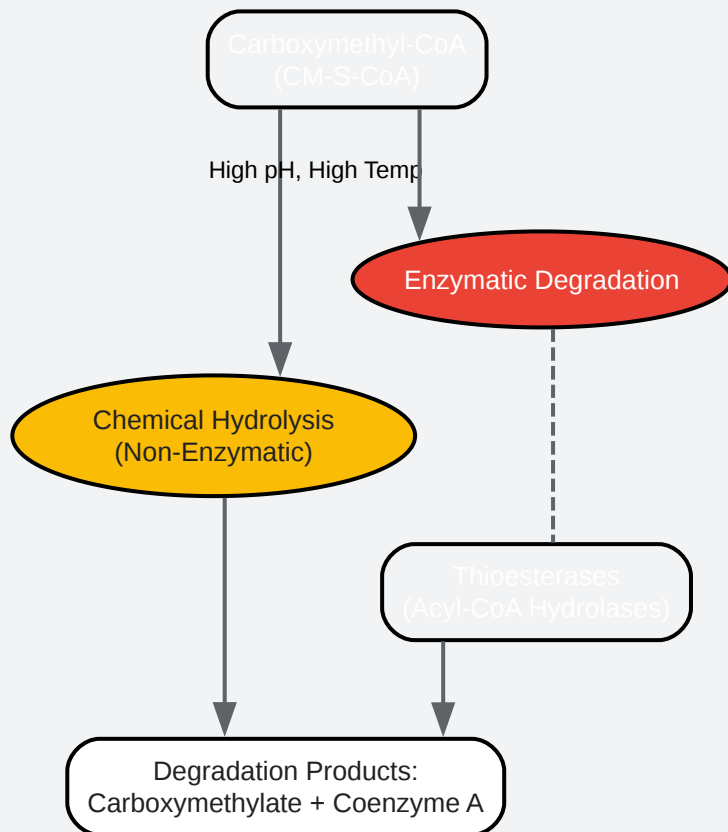 Carboxymethyl-CoA
(CM-S-CoA)
High pH, High Temp
Enzymatic Degradation
Chemical Hydrolysis
(Non-Enzymatic)
Thioesterases
(Acyl-CoA Hydrolases)
Degradation Products:
Carboxymethylate + Coenzyme A